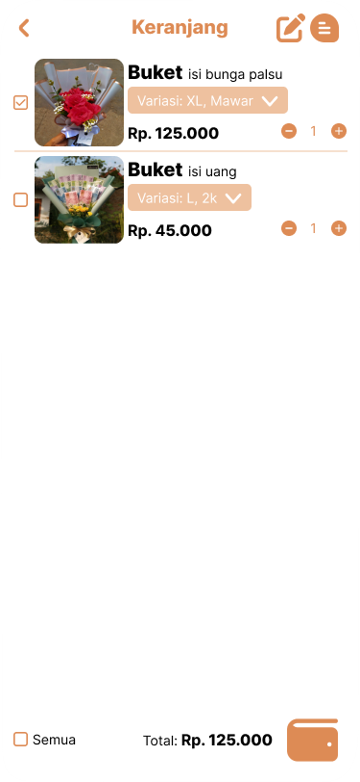 Keranjang
Buket isi bunga palsu
Variasi: XL, Mawar
Rp. 125.000
1
Buket isi uang
Variasi: L, 2k
Rp. 45.000
1
Semua
Total: Rp. 125.000